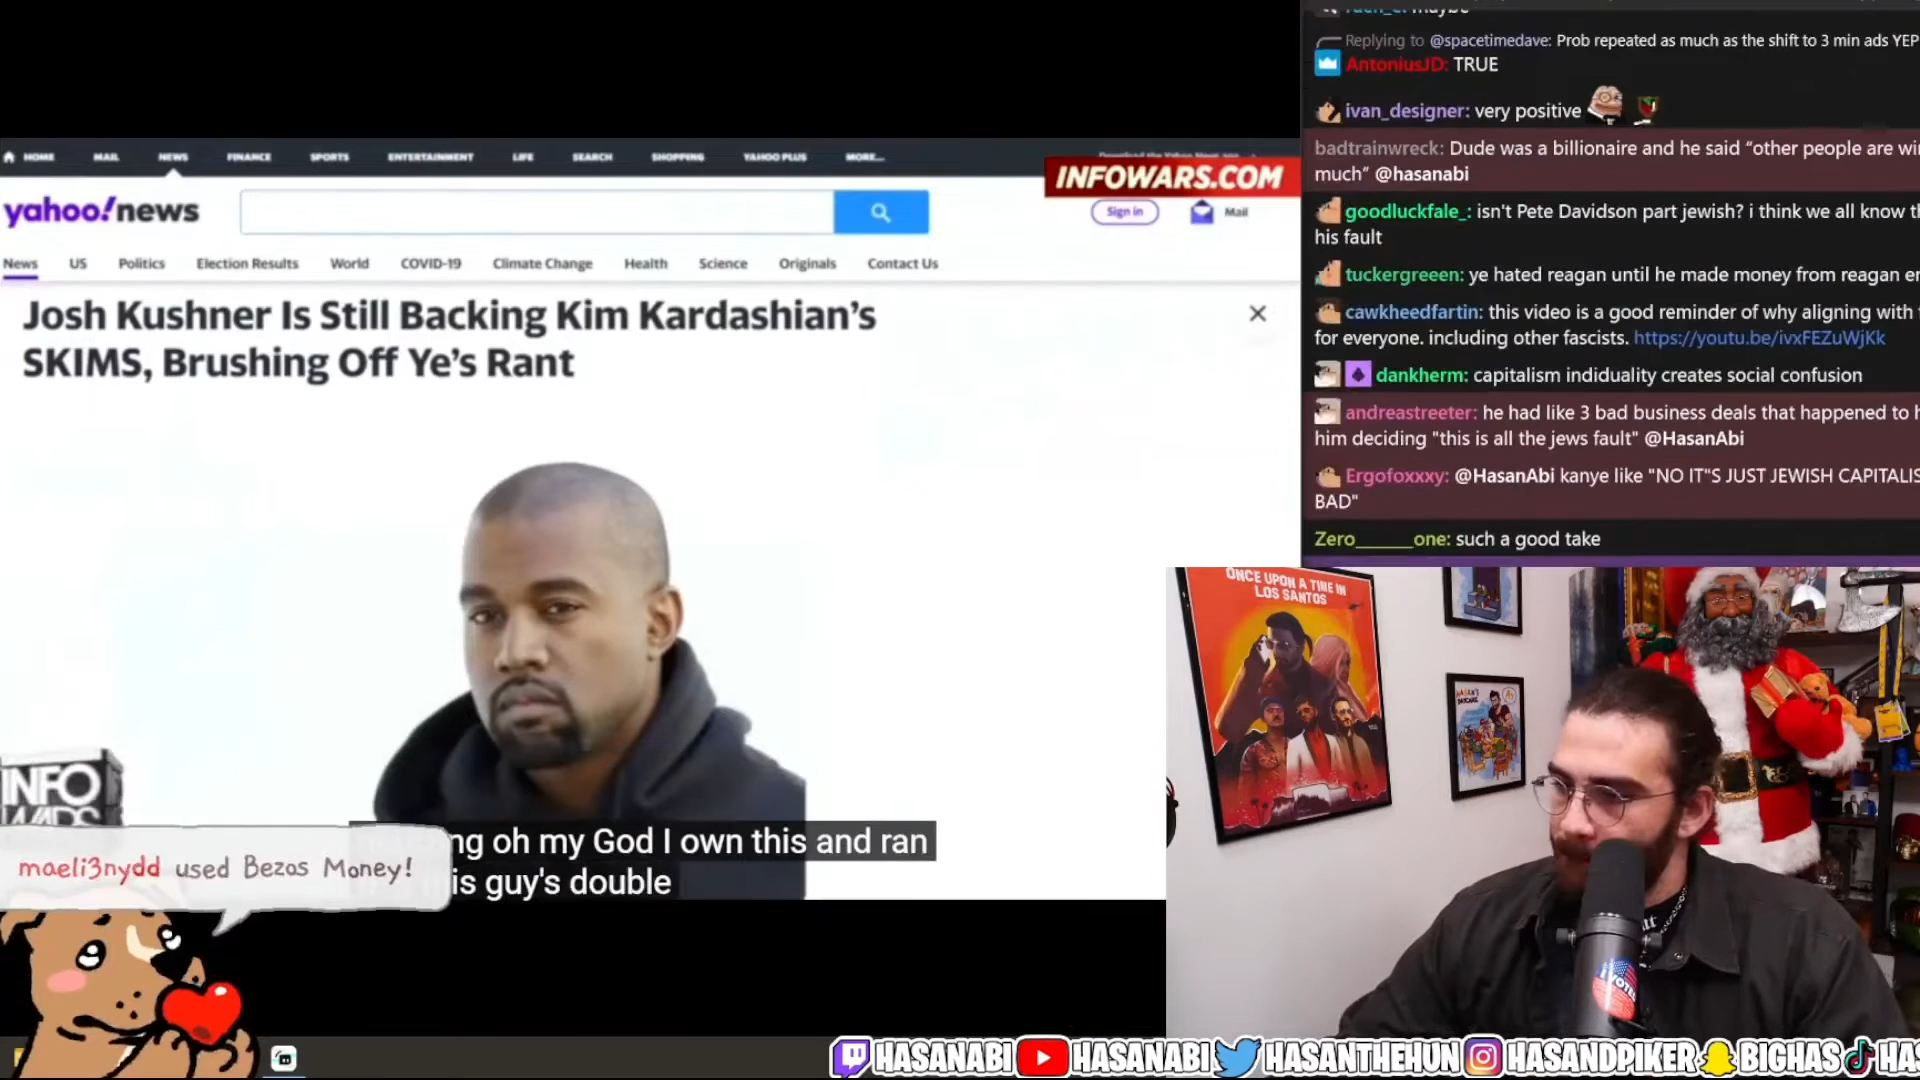 maybe
Replying to @spacetimedave: Prob repeated as much as the shift to 3 min ads YEP
AntoniusJD: TRUE
ivan_designer: very positive
badtrainwreck: Dude was a billionaire and he said “other people are
much” @hasanabi
goodluckfale_: isn't Pete Davidson part jewish? i think we all know
his fault
tuckergreeen: ye hated reagan until he made money from reagan
cawkheedfartin: this video is a good reminder of why aligning with
for everyone. including other fascists. https://youtu.be/ivxFEZuWjKk
dankherm: capitalism indiduality creates social confusion
andreastreeter: he had like 3 bad business deals that happened to
him deciding "this is all the jews fault" @HasanAbi
Ergofoxxxy: @HasanAbi kanye like "NO IT"S JUST JEWISH
BAD"
Zero______one: such a good take
HOME MAIL NEWS FINANCE SPORTS ENTERTAINMENT LIFE SEARCH SHOPPING YAHOO PLUS MORE...
INFOWARS.COM
yahoo!news
Sign in
Mail
News US Politics Election Results World COVID-19 Climate Change Health Science Originals Contact Us
Josh Kushner Is Still Backing Kim Kardashian’s
SKIMS, Brushing Off Ye’s Rant
INFO
WARS
oh my God I own this and ran
guy's double
maeli3nydd used Bezos Money!
ONCE UPON A TIME IN
LOS SANTOS
I VOTED
HASANABI HASANABI HASANTHEHUN HASANDPIKER BIGHAS